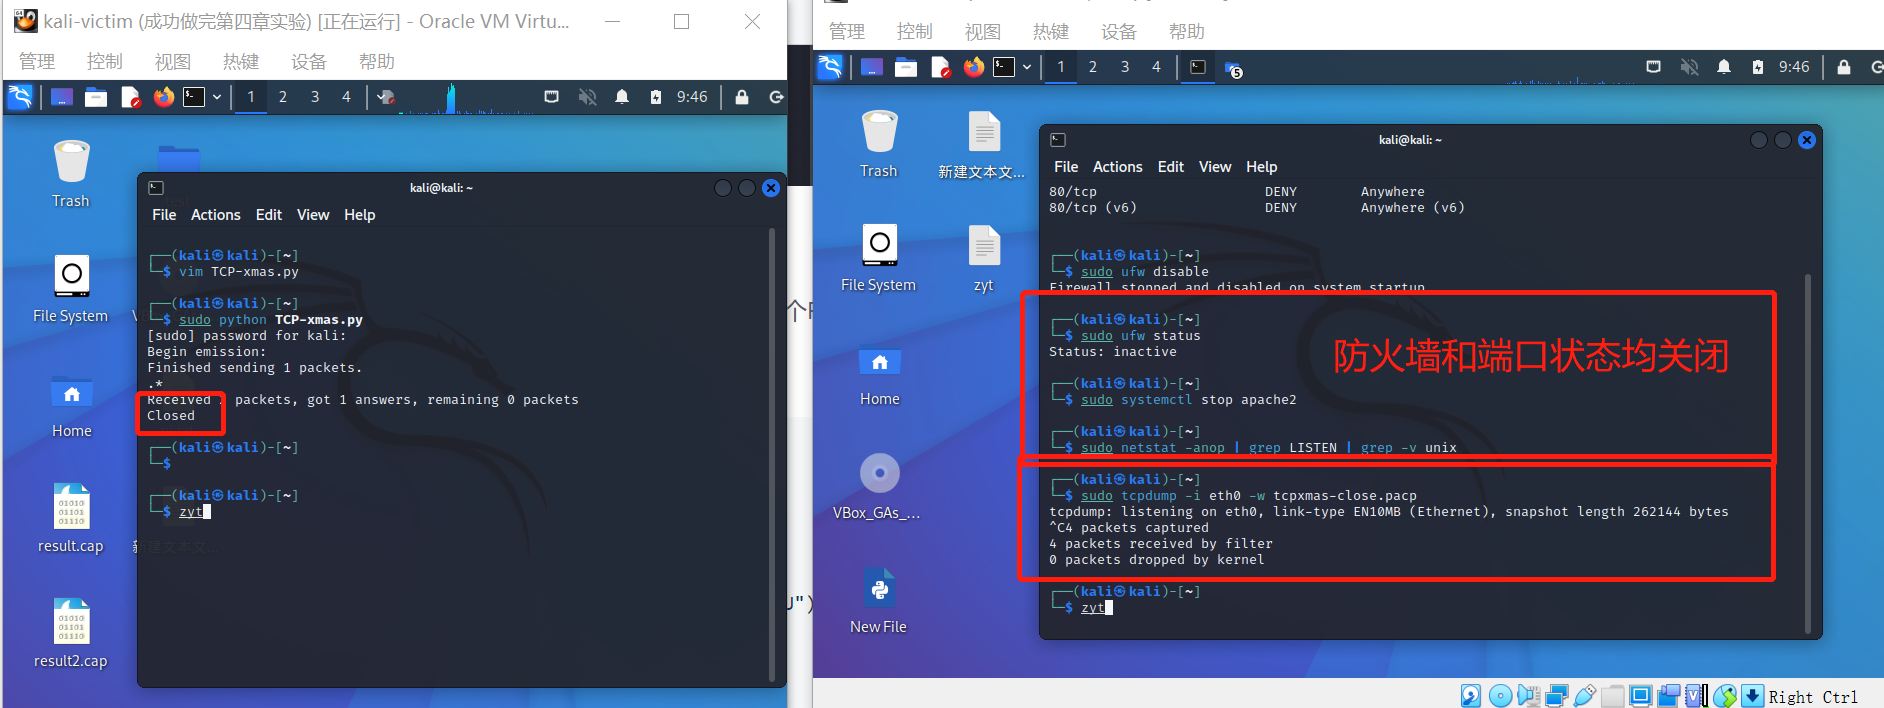 kali-victim (成功做完第四章实验) [正在运行] - Oracle VM Virtu...
管理 控制 视图 热键 设备 帮助
1 2 3 4 9:46
Trash
File System
Home
result.cap
result2.cap
kali@kali: ~
File Actions Edit View Help
┌──(kali㉿kali)-[~]
└─$ vim TCP-xmas.py
┌──(kali㉿kali)-[~]
└─$ sudo python TCP-xmas.py
[sudo] password for kali:
Begin emission:
Finished sending 1 packets.
.*
Received packets, got 1 answers, remaining 0 packets
Closed
┌──(kali㉿kali)-[~]
└─$
┌──(kali㉿kali)-[~]
└─$ zyt
管理 控制 视图 热键 设备 帮助
1 2 3 4 5 9:46
Trash
新建文本文...
File System
zyt
Home
VBox_GAs_...
New File
kali@kali: ~
File Actions Edit View Help
80/tcp DENY Anywhere
80/tcp (v6) DENY Anywhere (v6)
┌──(kali㉿kali)-[~]
└─$ sudo ufw disable
Firewall stopped and disabled on system startup
┌──(kali㉿kali)-[~]
└─$ sudo ufw status
Status: inactive
防火墙和端口状态均关闭
┌──(kali㉿kali)-[~]
└─$ sudo systemctl stop apache2
┌──(kali㉿kali)-[~]
└─$ sudo netstat -anop | grep LISTEN | grep -v unix
┌──(kali㉿kali)-[~]
└─$ sudo tcpdump -i eth0 -w tcpxmas-close.pacp
tcpdump: listening on eth0, link-type EN10MB (Ethernet), snapshot length 262144 bytes
^C4 packets captured
4 packets received by filter
0 packets dropped by kernel
┌──(kali㉿kali)-[~]
└─$ zyt
Right Ctrl